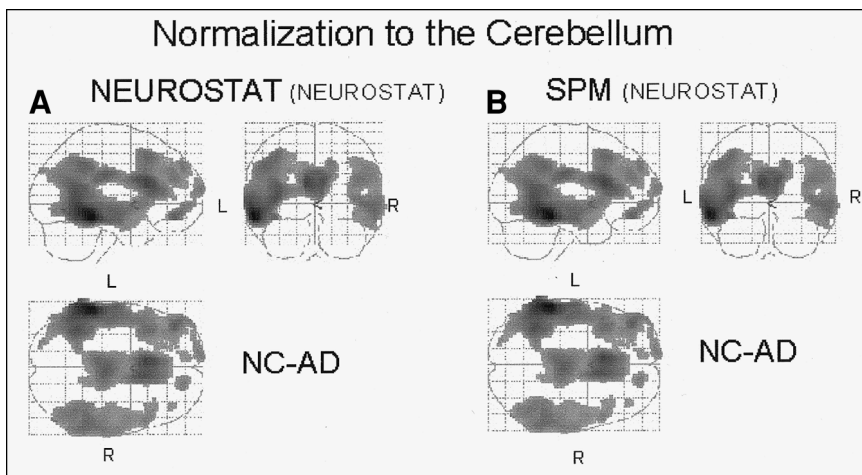 Normalization to the Cerebellum
A NEUROSTAT (NEUROSTAT)
B SPM (NEUROSTAT)
L R
L R
L
L
NC-AD
NC-AD
R
R